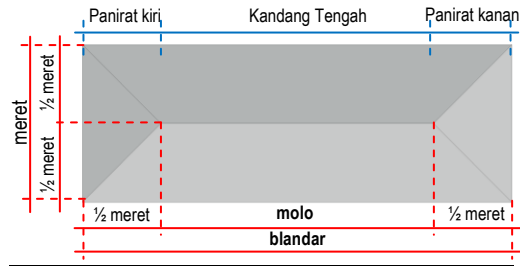 Panirat kiri Kandang Tengah Panirat kanan
meret
½ meret
½ meret
½ meret molo ½ meret
blandar